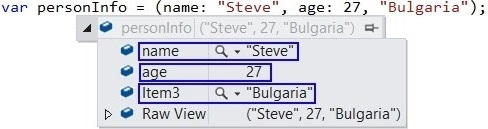 var personInfo = (name: "Steve", age: 27, "Bulgaria");
personInfo ("Steve", 27, "Bulgaria")
name "Steve"
age 27
Item3 "Bulgaria"
Raw View ("Steve", 27, "Bulgaria")